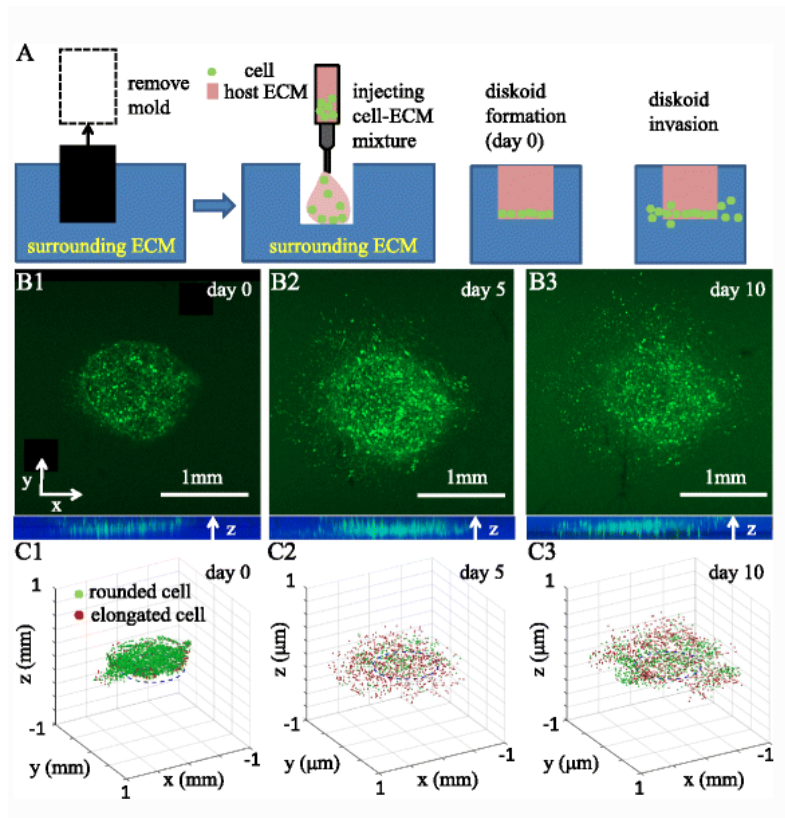 A
remove
mold
cell
host ECM
injecting
cell-ECM
mixture
diskoid
formation
(day 0)
diskoid
invasion
surrounding ECM
surrounding ECM
B1
day 0
y
x
1mm
z
B2
day 5
1mm
z
B3
day 10
1mm
z
C1
day 0
rounded cell
elongated cell
1
z (mm)
-1
y (mm)
1
x (mm)
-1
C2
day 5
1
z (μm)
-1
y (μm)
1
x (mm)
-1
C3
day 10
1
z (μm)
-1
y (μm)
1
x (mm)
-1